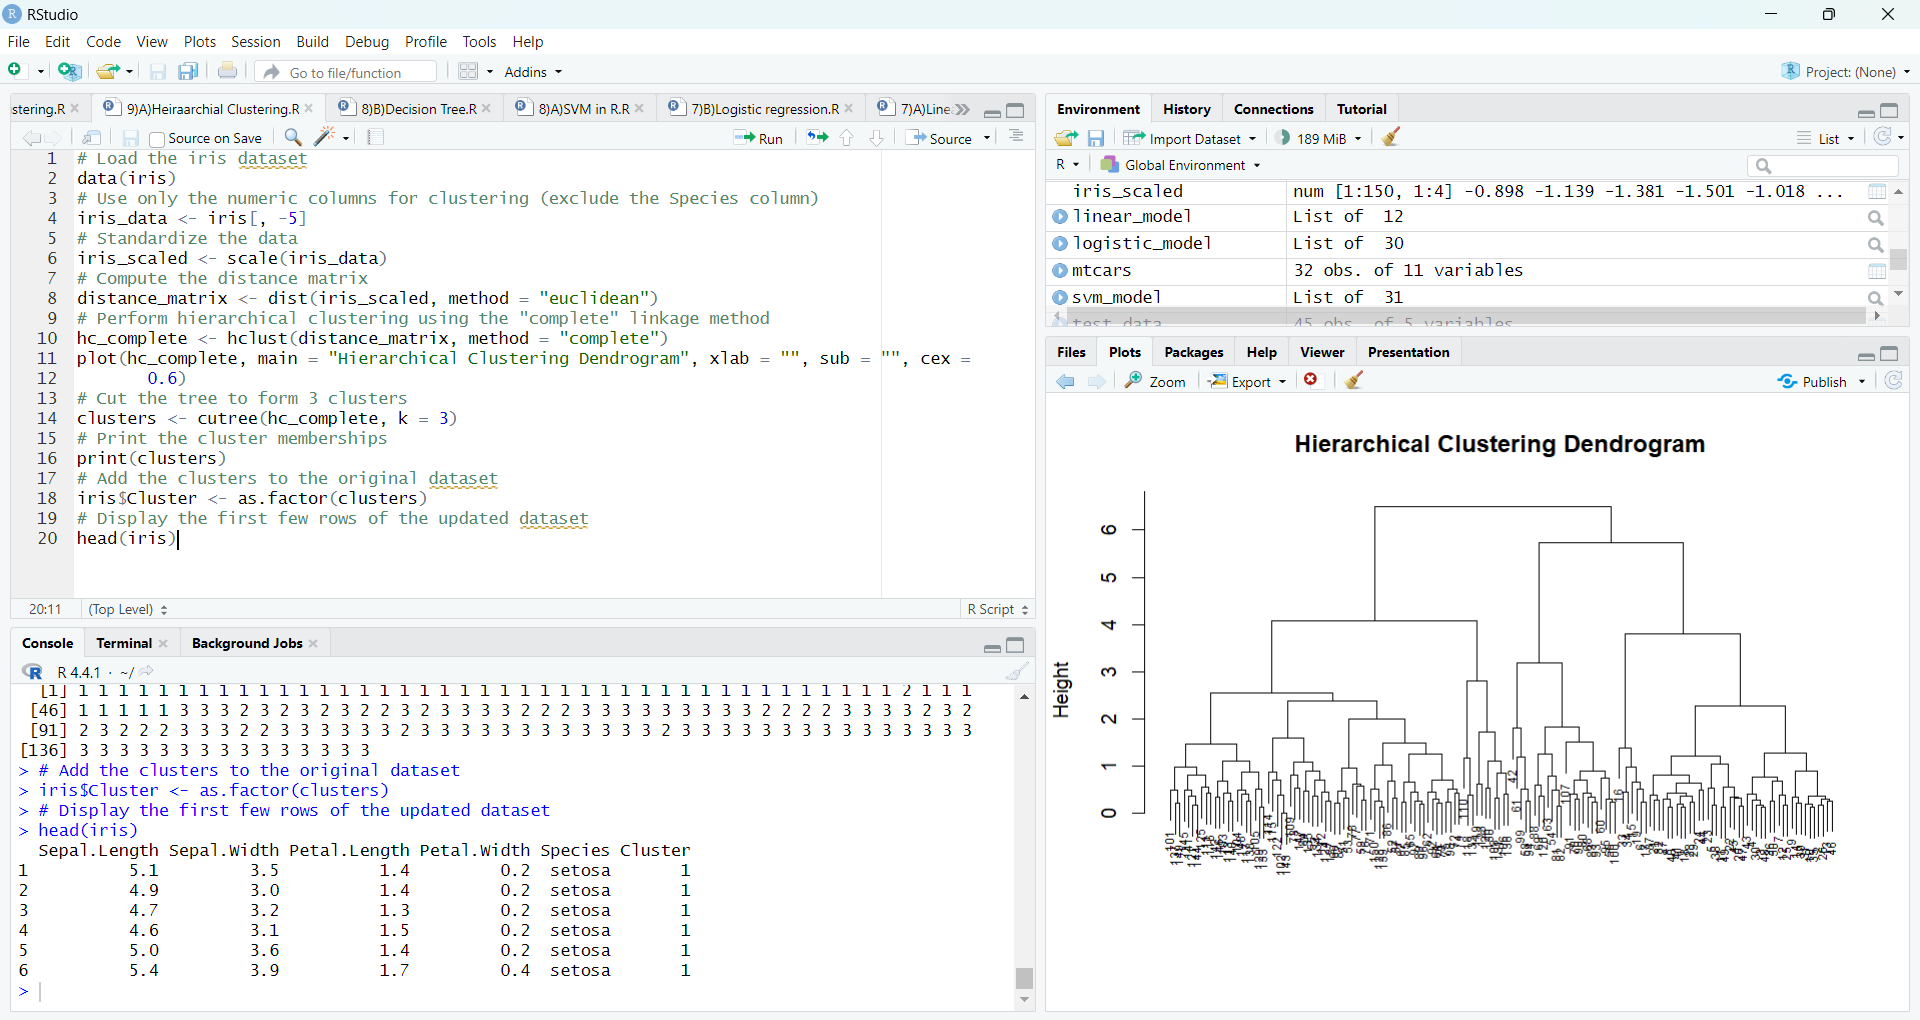 RStudio
File Edit Code View Plots Session Build Debug Profile Tools Help
Go to file/function Addins Project: (None)
stering.R 9)A)Heiraarchial Clustering.R 8)B)Decision Tree.R 8)A)SVM in R.R 7)B)Logistic regression.R 7)A)Line
Source on Save Run Source
1 # Load the iris dataset
2 data(iris)
3 # Use only the numeric columns for clustering (exclude the Species column)
4 iris_data <- iris[, -5]
5 # Standardize the data
6 iris_scaled <- scale(iris_data)
7 # Compute the distance matrix
8 distance_matrix <- dist(iris_scaled, method = "euclidean")
9 # Perform hierarchical clustering using the "complete" linkage method
10 hc_complete <- hclust(distance_matrix, method = "complete")
11 plot(hc_complete, main = "Hierarchical Clustering Dendrogram", xlab = "", sub = "", cex =
12 0.6)
13 # Cut the tree to form 3 clusters
14 clusters <- cutree(hc_complete, k = 3)
15 # Print the cluster memberships
16 print(clusters)
17 # Add the clusters to the original dataset
18 iris$Cluster <- as.factor(clusters)
19 # Display the first few rows of the updated dataset
20 head(iris)
20:11 (Top Level) R Script
Console Terminal Background Jobs
R 4.4.1 · ~/
[1] 1 1 1 1 1 1 1 1 1 1 1 1 1 1 1 1 1 1 1 1 1 1 1 1 1 1 1 1 1 1 1 1 1 1 1 1 1 1 1 1 1 2 1 1 1
[46] 1 1 1 1 1 3 3 3 2 3 2 3 2 3 2 2 3 2 3 3 3 3 2 2 2 3 3 3 3 3 3 3 3 3 2 2 2 2 3 3 3 3 2 3 2
[91] 2 3 2 2 2 3 3 3 2 2 3 3 3 3 3 3 2 3 3 3 3 3 3 3 3 3 3 3 3 2 3 3 3 3 3 3 3 3 3 3 3 3 3 3 3
[136] 3 3 3 3 3 3 3 3 3 3 3 3 3 3 3
> # Add the clusters to the original dataset
> iris$Cluster <- as.factor(clusters)
> # Display the first few rows of the updated dataset
> head(iris)
Sepal.Length Sepal.Width Petal.Length Petal.Width Species Cluster
1 5.1 3.5 1.4 0.2 setosa 1
2 4.9 3.0 1.4 0.2 setosa 1
3 4.7 3.2 1.3 0.2 setosa 1
4 4.6 3.1 1.5 0.2 setosa 1
5 5.0 3.6 1.4 0.2 setosa 1
6 5.4 3.9 1.7 0.4 setosa 1
>
Environment History Connections Tutorial
Import Dataset 189 MiB List
R Global Environment
iris_scaled num [1:150, 1:4] -0.898 -1.139 -1.381 -1.501 -1.018 ...
linear_model List of 12
logistic_model List of 30
mtcars 32 obs. of 11 variables
svm_model List of 31
test_data 45 obs. of 5 variables
Files Plots Packages Help Viewer Presentation
Zoom Export Publish
Hierarchical Clustering Dendrogram
Height
6
5
4
3
2
1
0
42
107
16
110
61